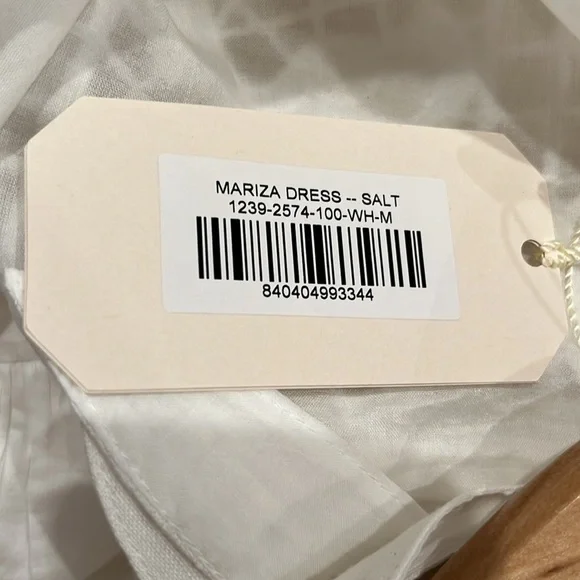 MARIZA DRESS -- SALT
1239-2574-100-WH-M
840404993344